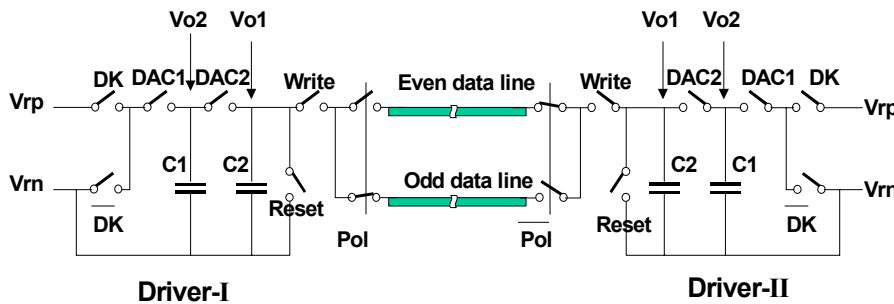 Vo2 Vo1 Vo1 Vo2
DK DAC1 DAC2 Write Even data line Write DAC2 DAC1 DK
Vrp Vrp
C1 C2 Odd data line C2 C1
Vrn Vrn
DK Reset Pol Pol Reset DK
Driver-I Driver-II